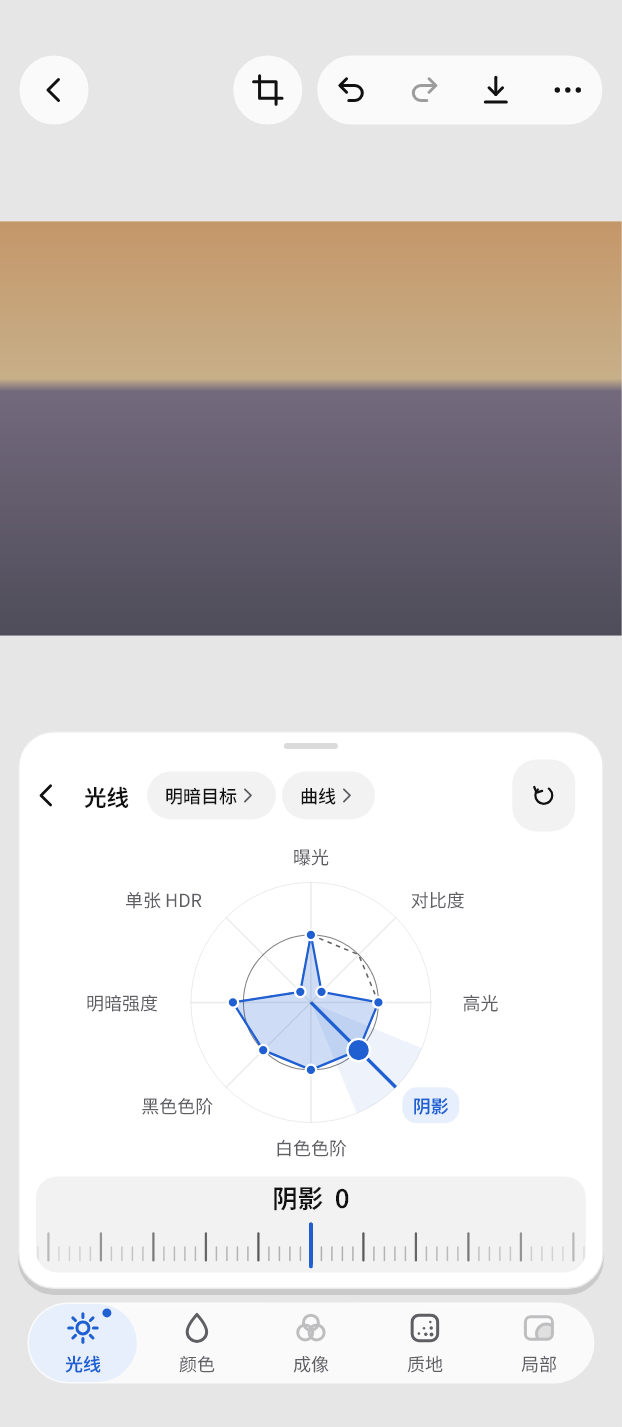 光线 明暗目标 曲线
曝光
单张 HDR 对比度
明暗强度 高光
黑色色阶 阴影
白色色阶
阴影 0
光线 颜色 成像 质地 局部